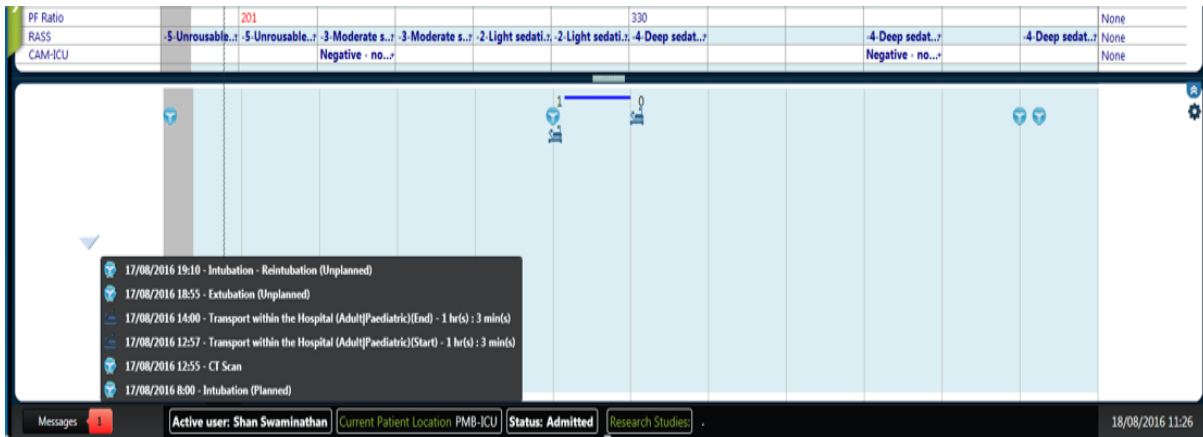 PF Ratio 201 330 None
RASS -5-Unrousable..: -5-Unrousable..: -3-Moderate s..: -3-Moderate s..: -2-Light sedati..: -2-Light sedati..: -4-Deep sedat..: -4-Deep sedat..: -4-Deep sedat..: None
CAM-ICU Negative - no... Negative - no... None
1 0
17/08/2016 19:10 - Intubation - Reintubation (Unplanned)
17/08/2016 18:55 - Extubation (Unplanned)
17/08/2016 14:00 - Transport within the Hospital (Adult|Paediatric)(End) - 1 hr(s) : 3 min(s)
17/08/2016 12:57 - Transport within the Hospital (Adult|Paediatric)(Start) - 1 hr(s) : 3 min(s)
17/08/2016 12:55 - CT Scan
17/08/2016 8:00 - Intubation (Planned)
Messages 1 Active user: Shan Swaminathan Current Patient Location PMB-ICU Status: Admitted Research Studies: . 18/08/2016 11:26